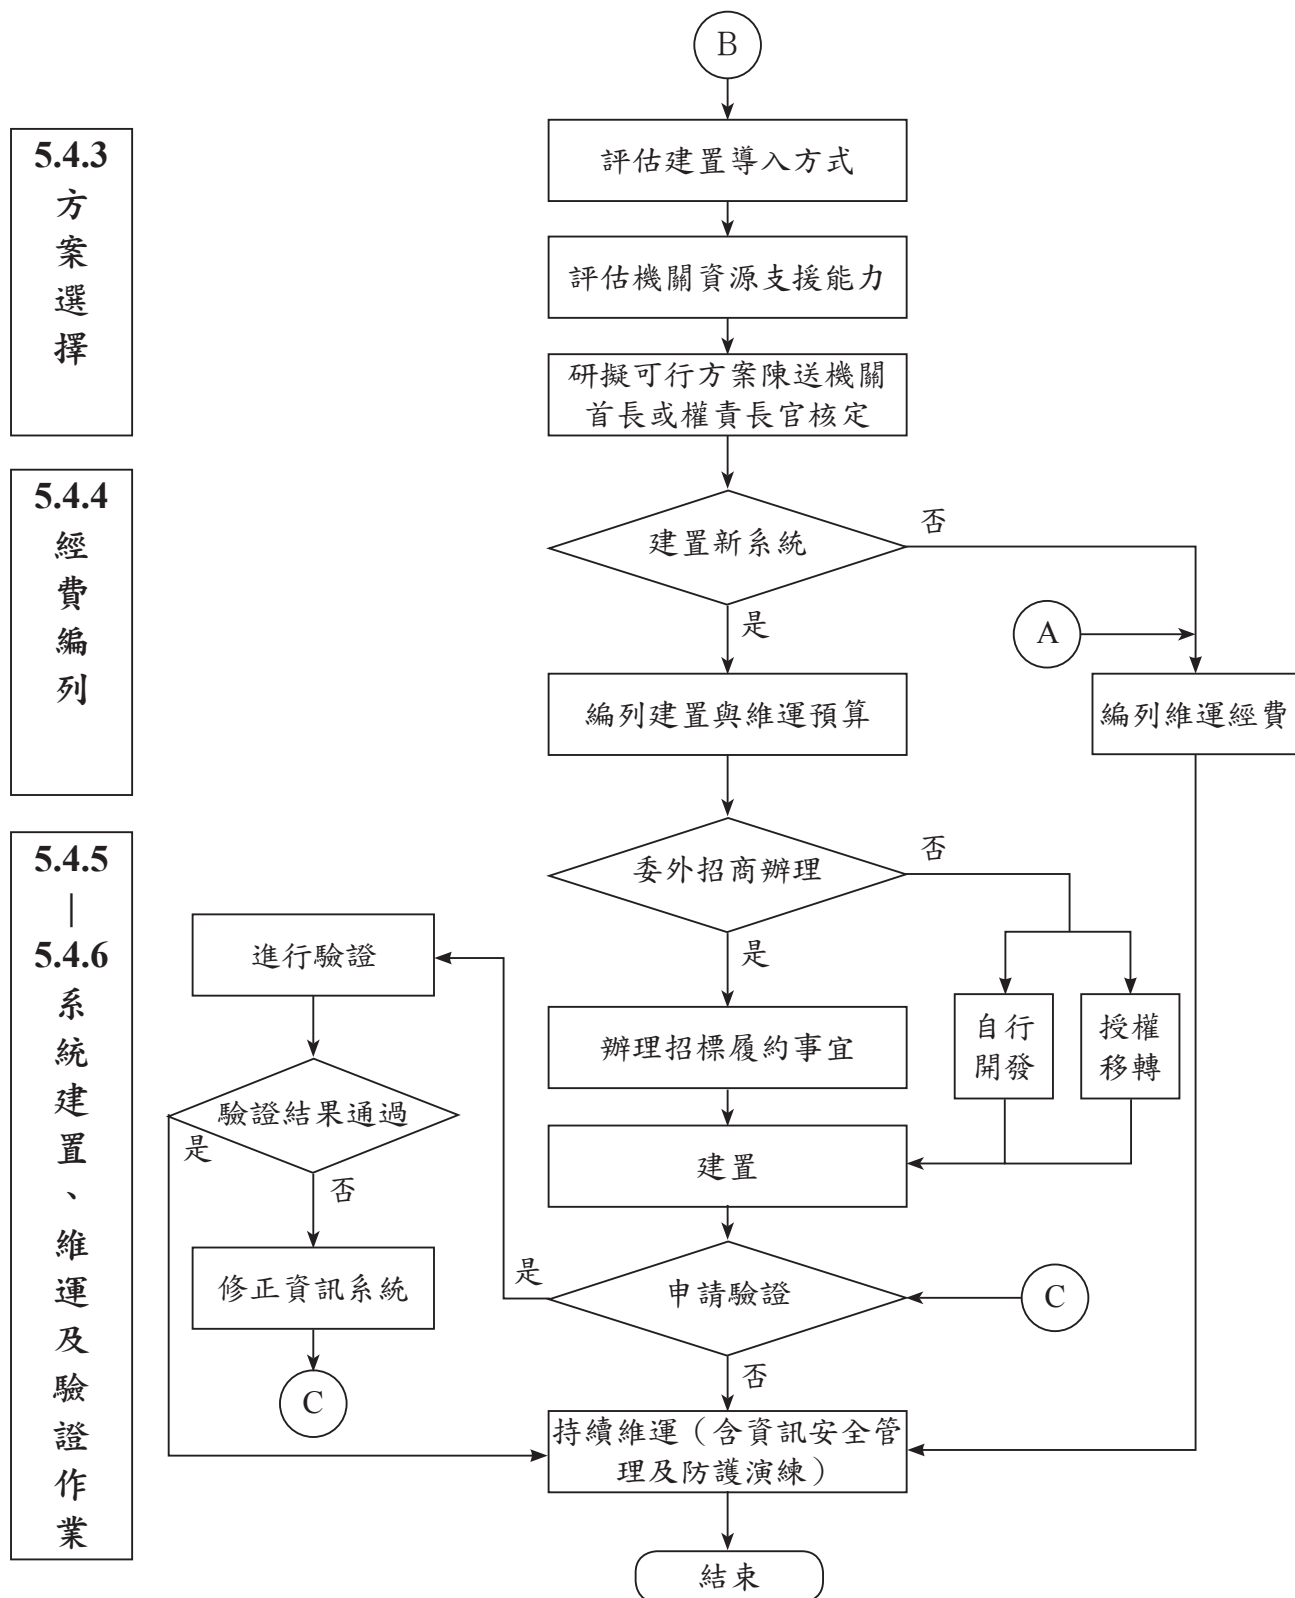 B
5.4.3
方
案
選
擇
評估建置導入方式
評估機關資源支援能力
研擬可行方案陳送機關
首長或權責長官核定
5.4.4
經
費
編
列
建置新系統
否
是
A
編列建置與維運預算
編列維運經費
5.4.5
|
5.4.6
系
統
建
置
、
維
運
及
驗
證
作
業
委外招商辦理
否
是
進行驗證
辦理招標履約事宜
自行
開發
授權
移轉
驗證結果通過
是
否
建置
修正資訊系統
是
申請驗證
C
否
C
持續維運（含資訊安全管
理及防護演練）
結束